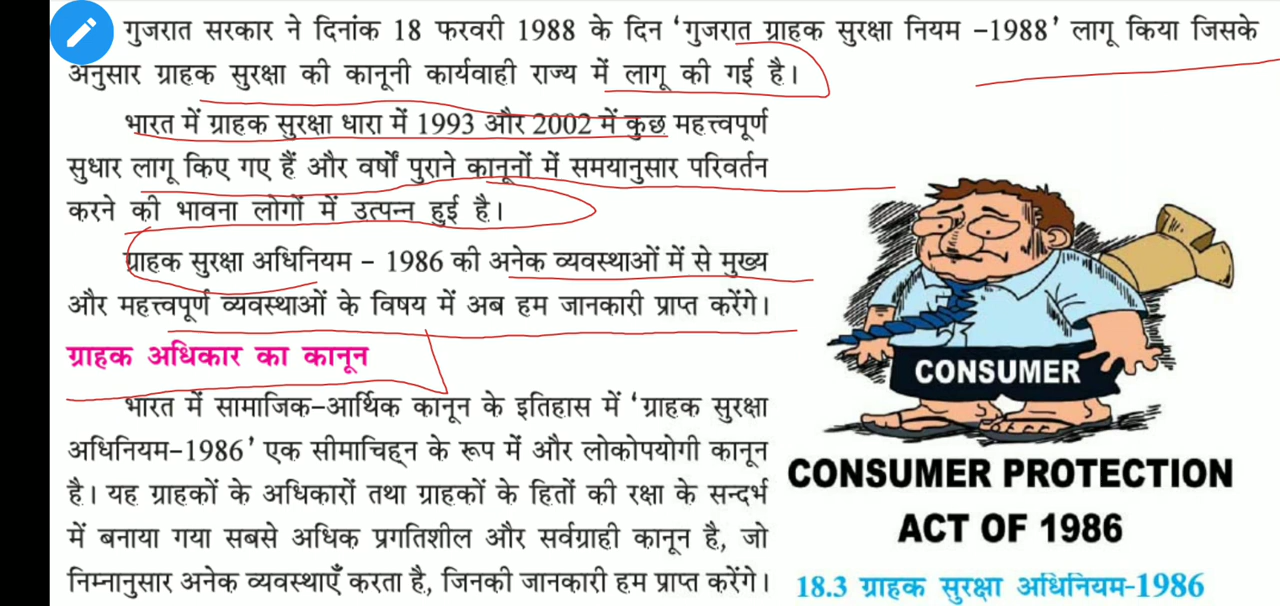 गुजरात सरकार ने दिनांक 18 फरवरी 1988 के दिन ‘गुजरात ग्राहक सुरक्षा नियम -1988’ लागू किया जिसके
अनुसार ग्राहक सुरक्षा की कानूनी कार्यवाही राज्य में लागू की गई है।
भारत में ग्राहक सुरक्षा धारा में 1993 और 2002 में कुछ महत्त्वपूर्ण
सुधार लागू किए गए हैं और वर्षों पुराने कानूनों में समयानुसार परिवर्तन
करने की भावना लोगों में उत्पन्न हुई है।
ग्राहक सुरक्षा अधिनियम – 1986 की अनेक व्यवस्थाओं में से मुख्य
और महत्त्वपूर्ण व्यवस्थाओं के विषय में अब हम जानकारी प्राप्त करेंगे।
ग्राहक अधिकार का कानून
भारत में सामाजिक-आर्थिक कानून के इतिहास में ‘ग्राहक सुरक्षा
अधिनियम-1986’ एक सीमाचिह्न के रूप में और लोकोपयोगी कानून
है। यह ग्राहकों के अधिकारों तथा ग्राहकों के हितों की रक्षा के सन्दर्भ
में बनाया गया सबसे अधिक प्रगतिशील और सर्वग्राही कानून है, जो
निम्नानुसार अनेक व्यवस्थाएँ करता है, जिनकी जानकारी हम प्राप्त करेंगे।
CONSUMER
CONSUMER PROTECTION
ACT OF 1986
18.3 ग्राहक सुरक्षा अधिनियम-1986